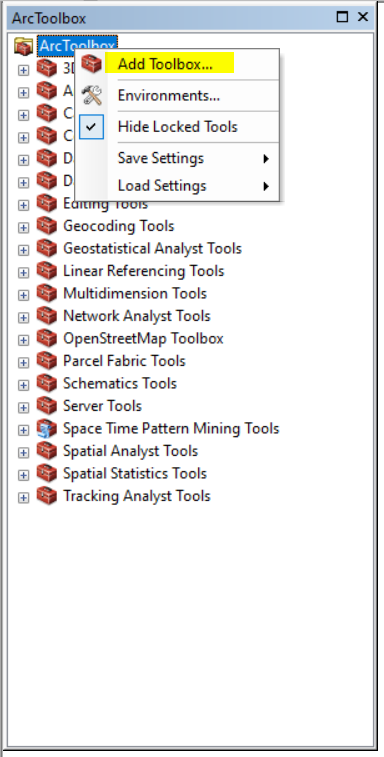 ArcToolbox
ArcToolbox
Add Toolbox...
Environments...
Hide Locked Tools
Save Settings
Load Settings
Editing Tools
Geocoding Tools
Geostatistical Analyst Tools
Linear Referencing Tools
Multidimension Tools
Network Analyst Tools
OpenStreetMap Toolbox
Parcel Fabric Tools
Schematics Tools
Server Tools
Space Time Pattern Mining Tools
Spatial Analyst Tools
Spatial Statistics Tools
Tracking Analyst Tools